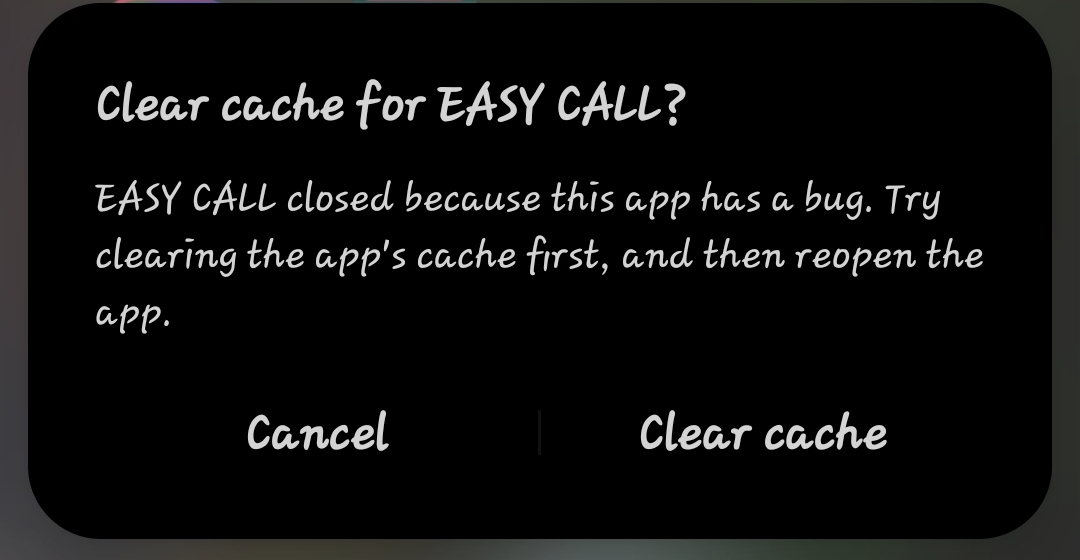 Clear cache for EASY CALL?
EASY CALL closed because this app has a bug. Try
clearing the app's cache first, and then reopen the
app.
Cancel
Clear cache